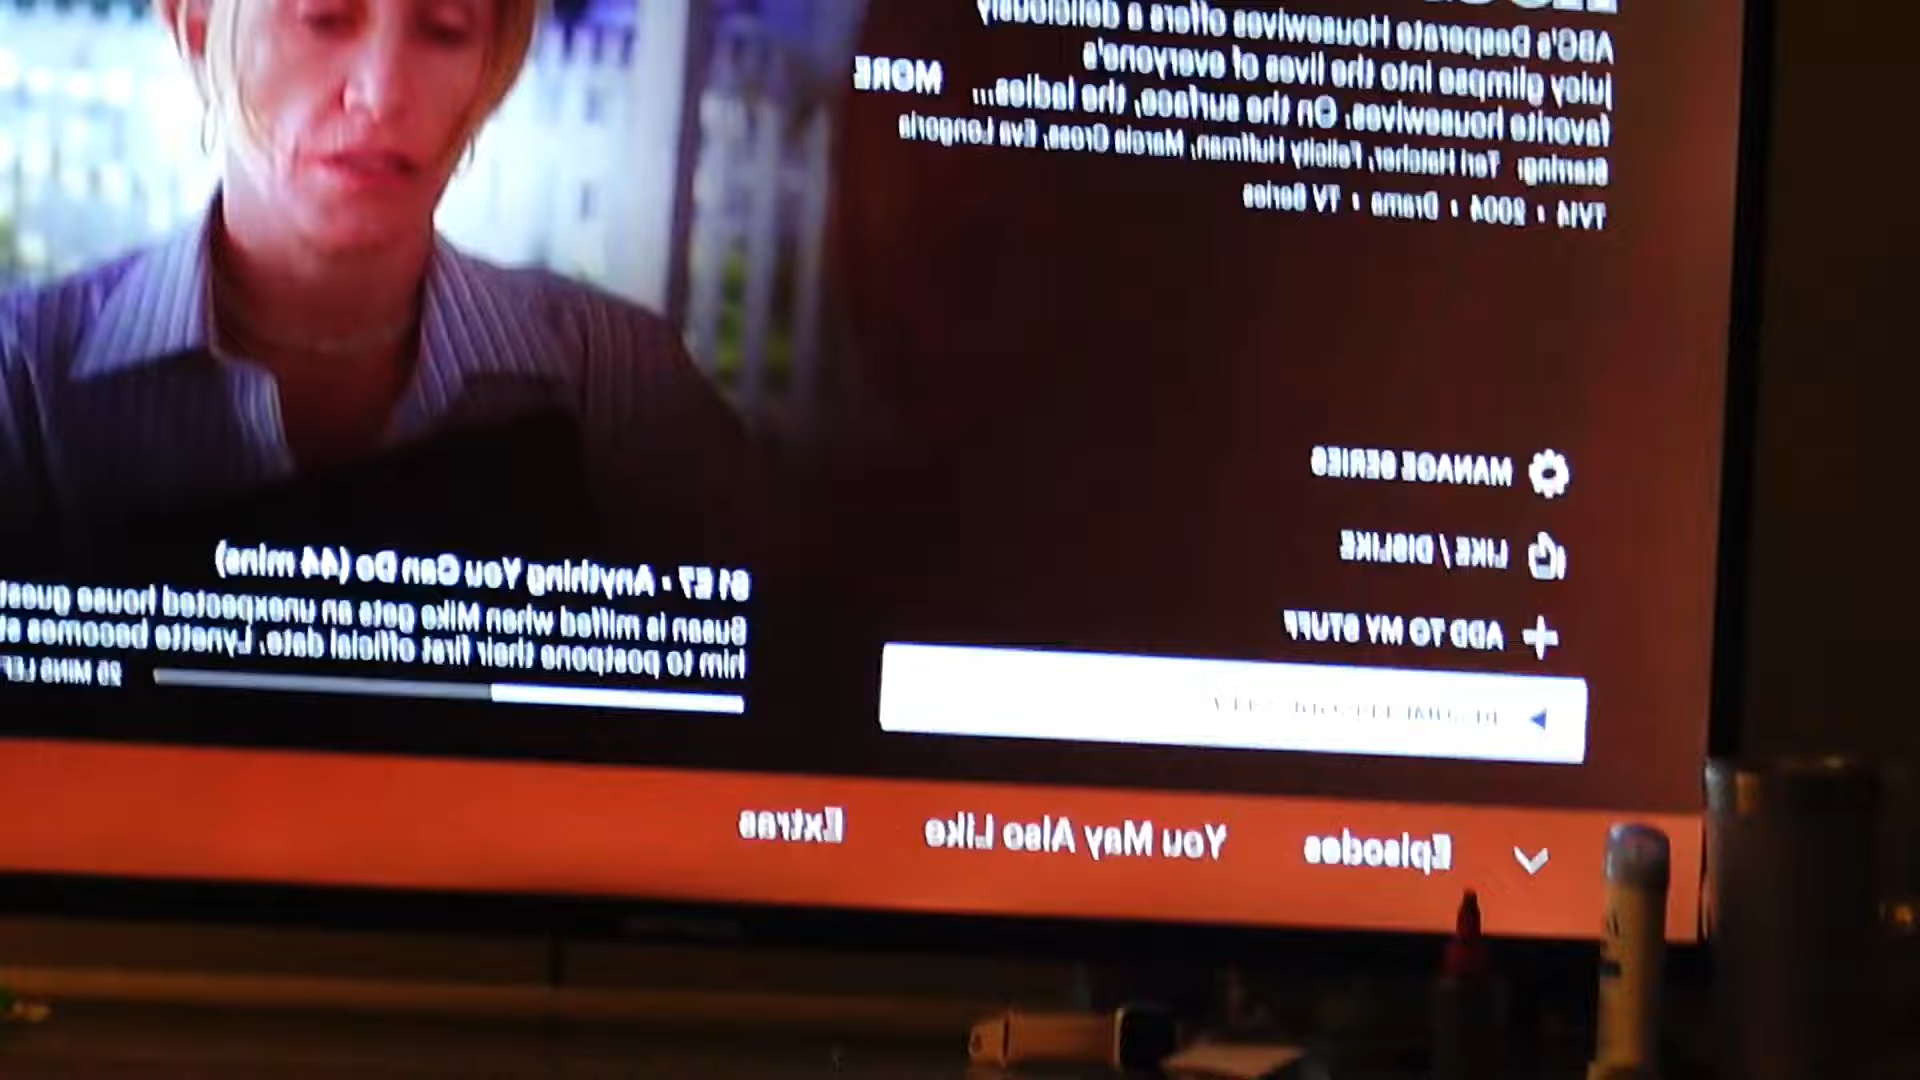 ABC's Desperate Housewives offers a deliciously
juicy glimpse into the lives of everyone's
favorite housewives. On the surface, the ladies... MORE
Starring: Teri Hatcher, Felicity Huffman, Marcia Cross, Eva Longoria
TV14 • 2004 • Drama • TV Series
MANAGE SERIES
LIKE / DISLIKE
ADD TO MY STUFF
S1 E7 • Anything You Can Do (44 mins)
Susan is miffed when Mike gets an unexpected house guest
him to postpone their first official date. Lynette becomes
MINS
Episodes
You May Also Like
Extras